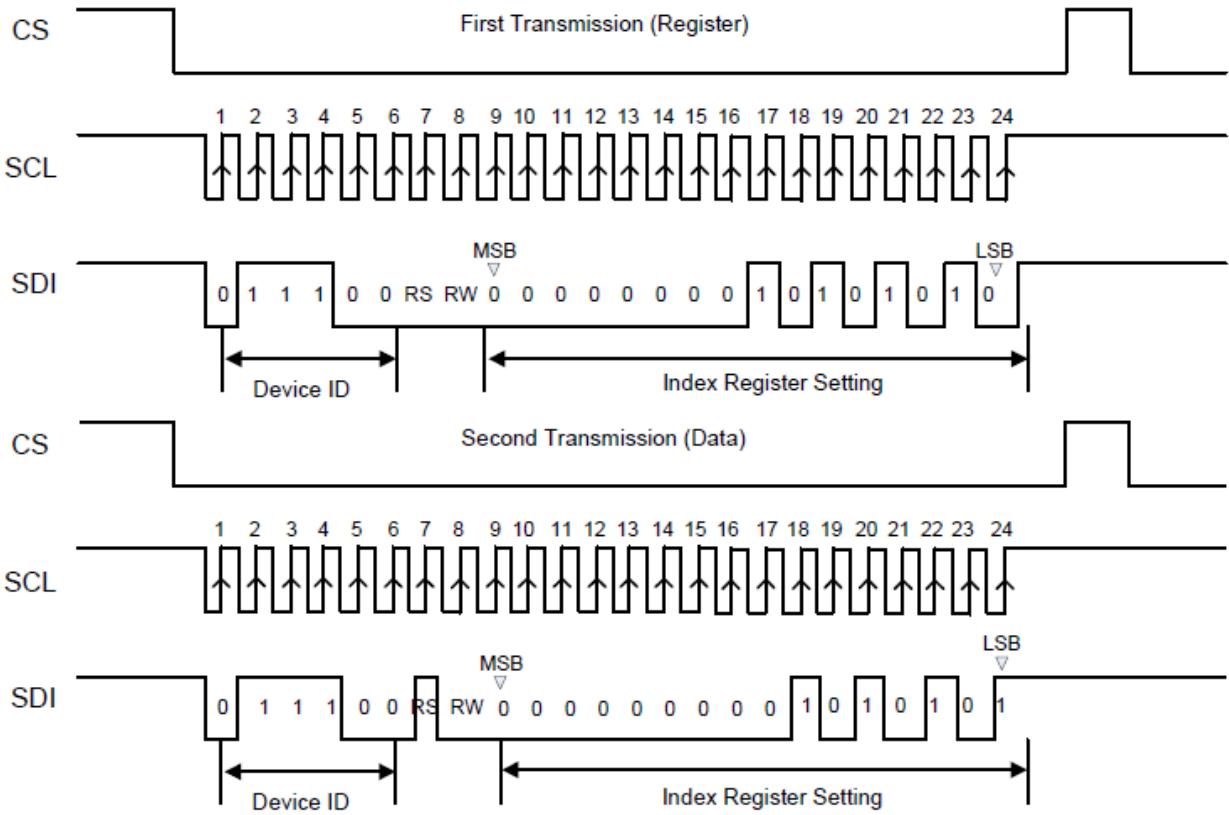 CS
First Transmission (Register)
1 2 3 4 5 6 7 8 9 10 11 12 13 14 15 16 17 18 19 20 21 22 23 24
SCL
MSB LSB
SDI
0 1 1 1 0 0 RS RW 0 0 0 0 0 0 0 0 1 0 1 0 1 0 1 0
Device ID
Index Register Setting
CS
Second Transmission (Data)
1 2 3 4 5 6 7 8 9 10 11 12 13 14 15 16 17 18 19 20 21 22 23 24
SCL
MSB LSB
SDI
0 1 1 1 0 0 RS RW 0 0 0 0 0 0 0 0 0 1 0 1 0 1 0 1
Device ID
Index Register Setting